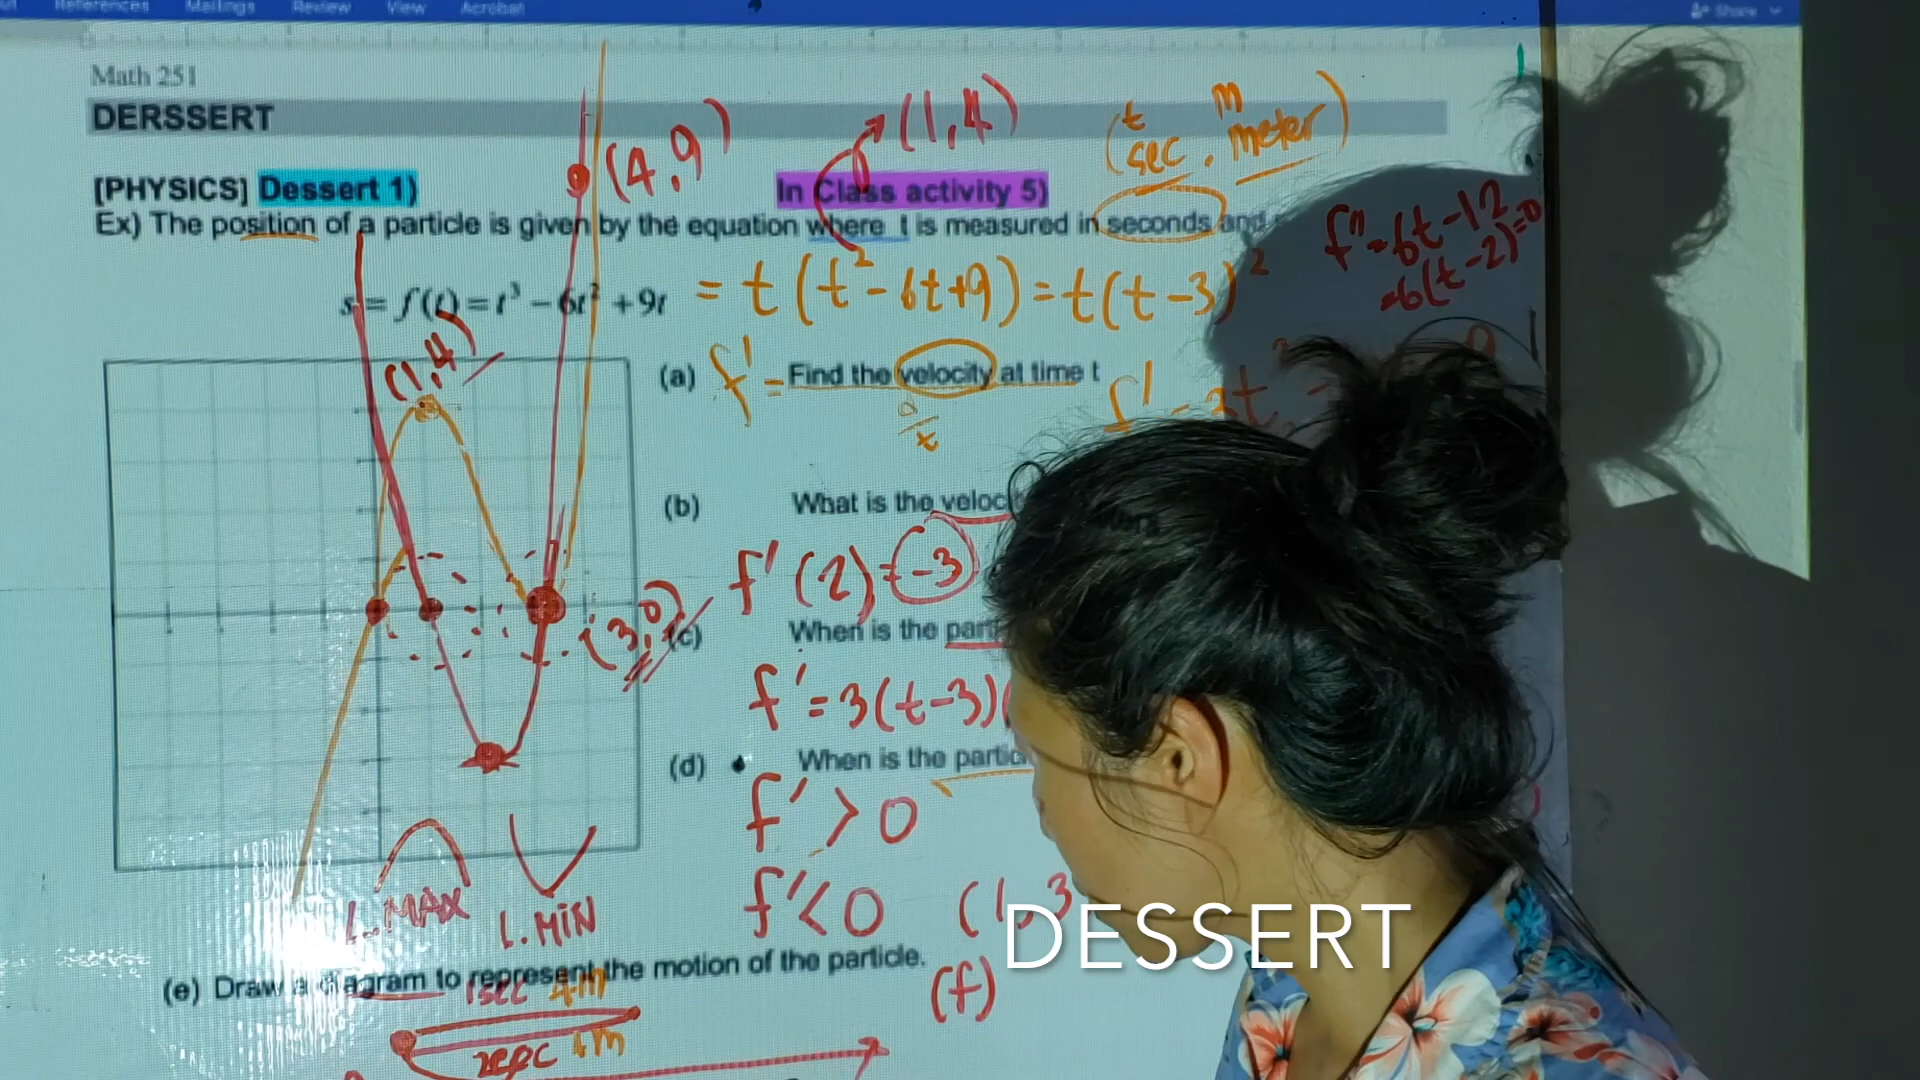 References Mailings Review View Acrobat Share
Math 251
DERSSERT
(4,9)
(1,4)
(t sec, m meter)
[PHYSICS] Dessert 1) In Class activity 5)
Ex) The position of a particle is given by the equation where t is measured in seconds and
s = f(t) = t³ − 6t² + 9t = t(t² - 6t + 9) = t(t-3)²
f'' = 6t - 12
= 6(t-2) = 0
(1,4)
(a) f' = Find the velocity at time t
t
(b) What is the
f'(2) = -3
(3,0)
(c) When is the
f' = 3(t-3)(
(d) When is the
f' > 0
f' < 0 (1,3
L.MAX L.MIN
DESSERT
(e) Draw a diagram to represent the motion of the particle.
(f)
1sec 4m
4m